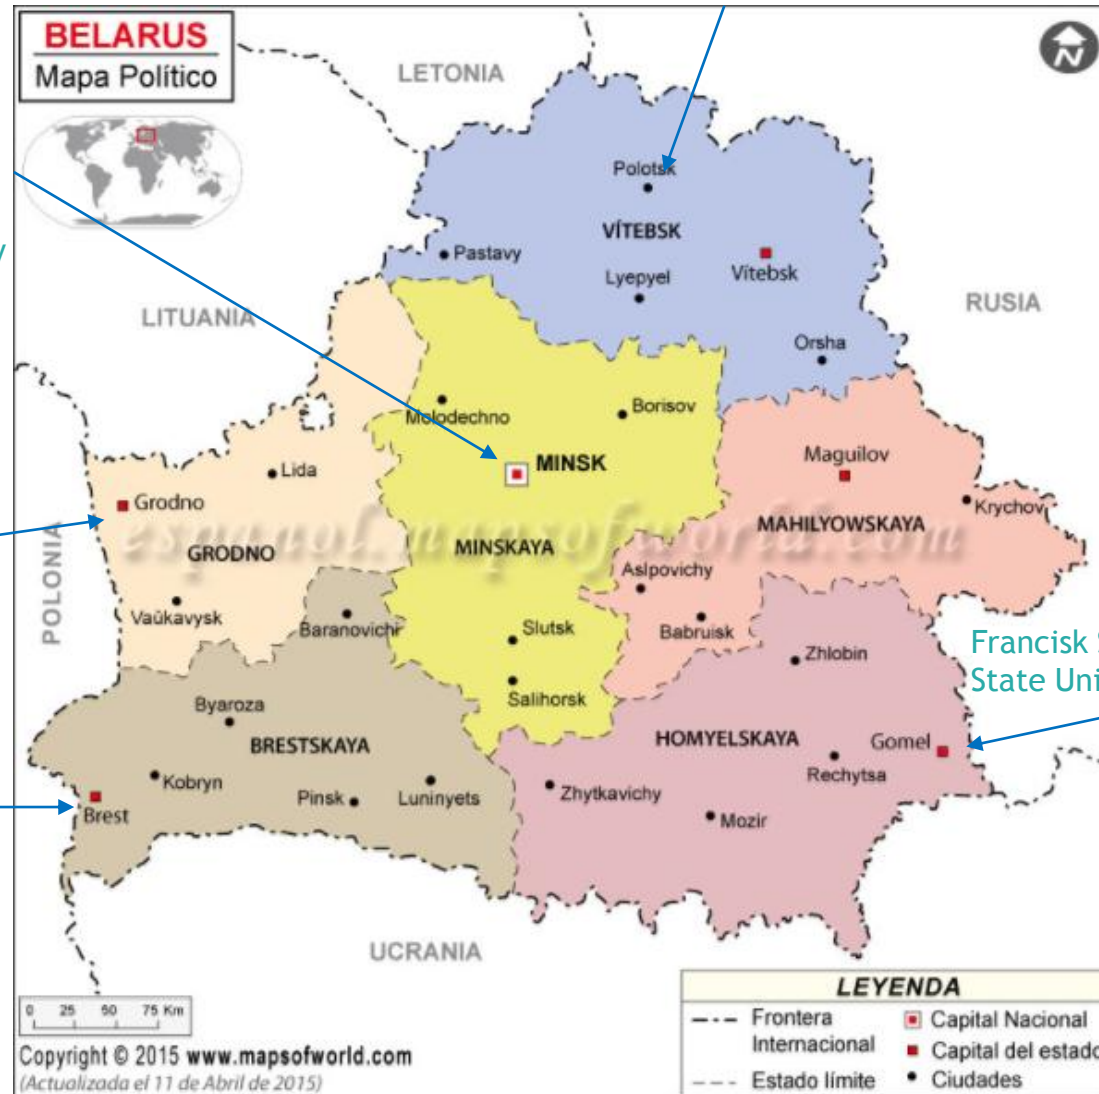 BELARUS
Mapa Político
N
LETONIA
Polotsk
VÍTEBSK
Pastavy
Vítebsk
Lyepyel
RUSIA
LITUANIA
Orsha
Molodechno
Borisov
MINSK
Maguilov
Lida
Grodno
Krychov
espanol.mapsofworld.com
MAHILYOWSKAYA
GRODNO
MINSKAYA
POLONIA
Aslpovichy
Vaŭkavysk
Baranovichi
Babruisk
Slutsk
Zhlobin
Francisk
State Uni
Salihorsk
Byaroza
BRESTSKAYA
HOMYELSKAYA
Gomel
Rechytsa
Kobryn
Zhytkavichy
Pinsk
Luninyets
Brest
Mozir
UCRANIA
0 25 50 75 Km
Copyright © 2015 www.mapsofworld.com
(Actualizada el 11 de Abril de 2015)
LEYENDA
Frontera
Internacional
Estado límite
Capital Nacional
Capital del estado
Ciudades